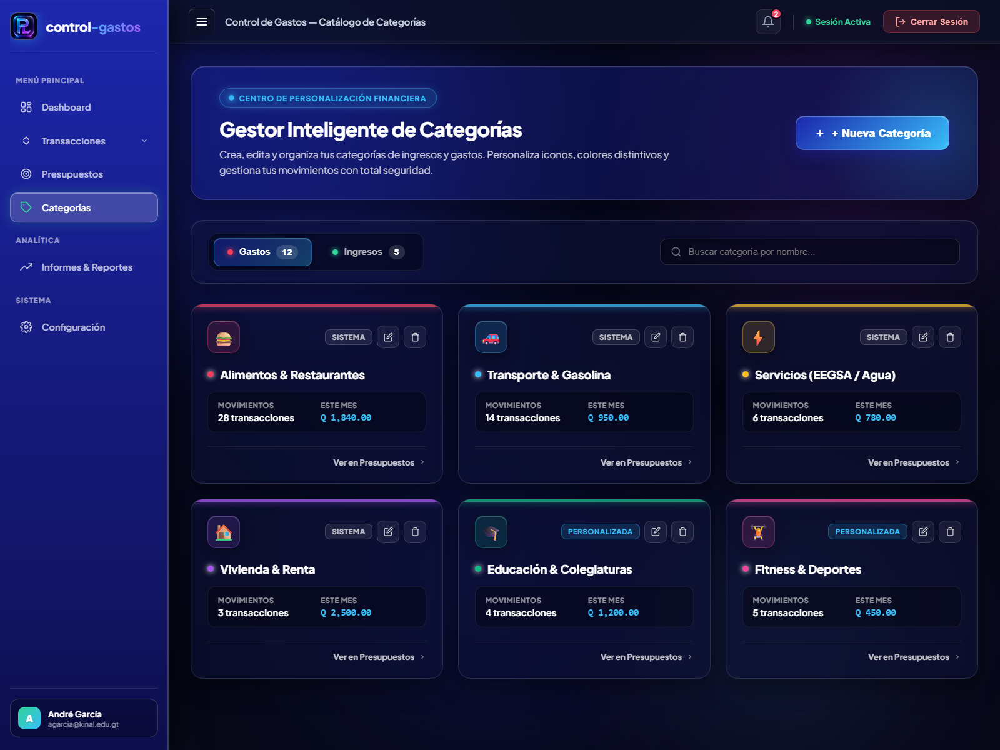 control-gastos
MENÚ PRINCIPAL
Dashboard
Transacciones
Presupuestos
Categorías
ANALÍTICA
Informes & Reportes
SISTEMA
Configuración
A
André García
agarcia@kinal.edu.gt
Control de Gastos — Catálogo de Categorías
2
Sesión Activa
Cerrar Sesión
CENTRO DE PERSONALIZACIÓN FINANCIERA
Gestor Inteligente de Categorías
Crea, edita y organiza tus categorías de ingresos y gastos. Personaliza iconos, colores distintivos y
gestiona tus movimientos con total seguridad.
+ + Nueva Categoría
Gastos 12
Ingresos 5
Buscar categoría por nombre...
SISTEMA
Alimentos & Restaurantes
MOVIMIENTOS ESTE MES
28 transacciones Q 1,840.00
Ver en Presupuestos
SISTEMA
Transporte & Gasolina
MOVIMIENTOS ESTE MES
14 transacciones Q 950.00
Ver en Presupuestos
SISTEMA
Servicios (EEGSA / Agua)
MOVIMIENTOS ESTE MES
6 transacciones Q 780.00
Ver en Presupuestos
SISTEMA
Vivienda & Renta
MOVIMIENTOS ESTE MES
3 transacciones Q 2,500.00
Ver en Presupuestos
PERSONALIZADA
Educación & Colegiaturas
MOVIMIENTOS ESTE MES
4 transacciones Q 1,200.00
Ver en Presupuestos
PERSONALIZADA
Fitness & Deportes
MOVIMIENTOS ESTE MES
5 transacciones Q 450.00
Ver en Presupuestos